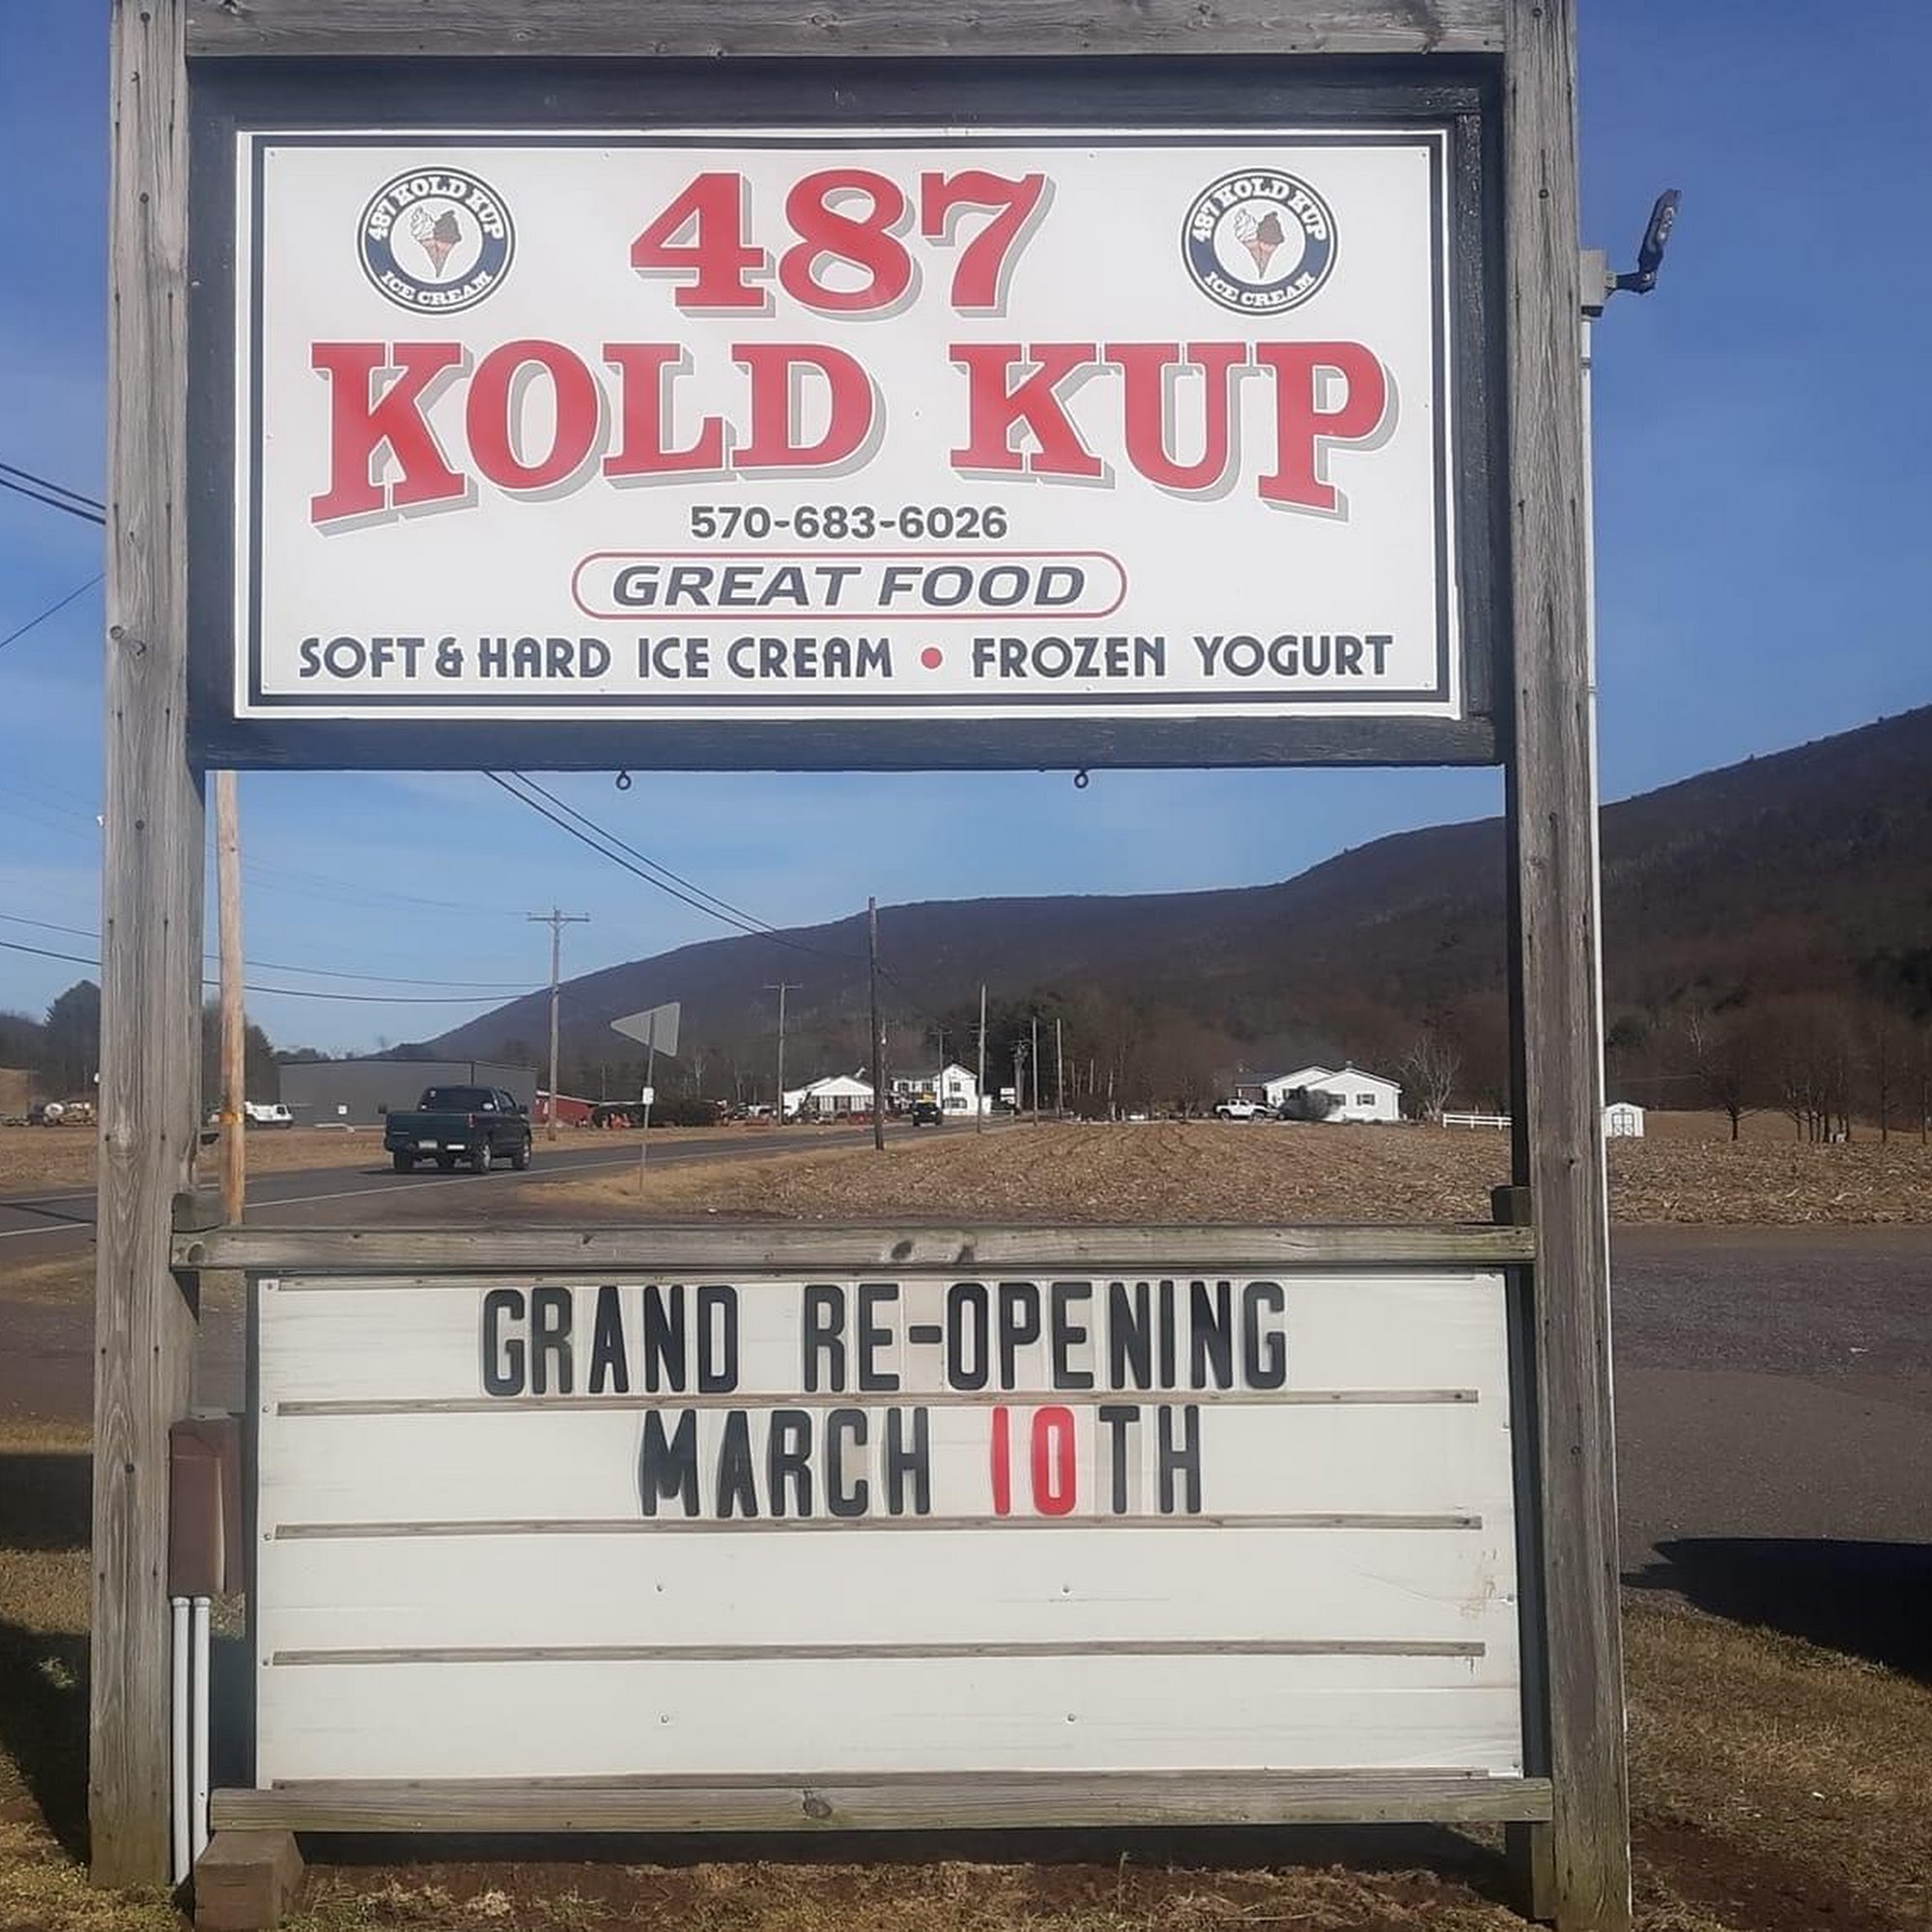 487 KOLD KUP
ICE CREAM
487
487 KOLD KUP
ICE CREAM
KOLD KUP
570-683-6026
GREAT FOOD
SOFT & HARD ICE CREAM • FROZEN YOGURT
GRAND RE-OPENING
MARCH 10TH